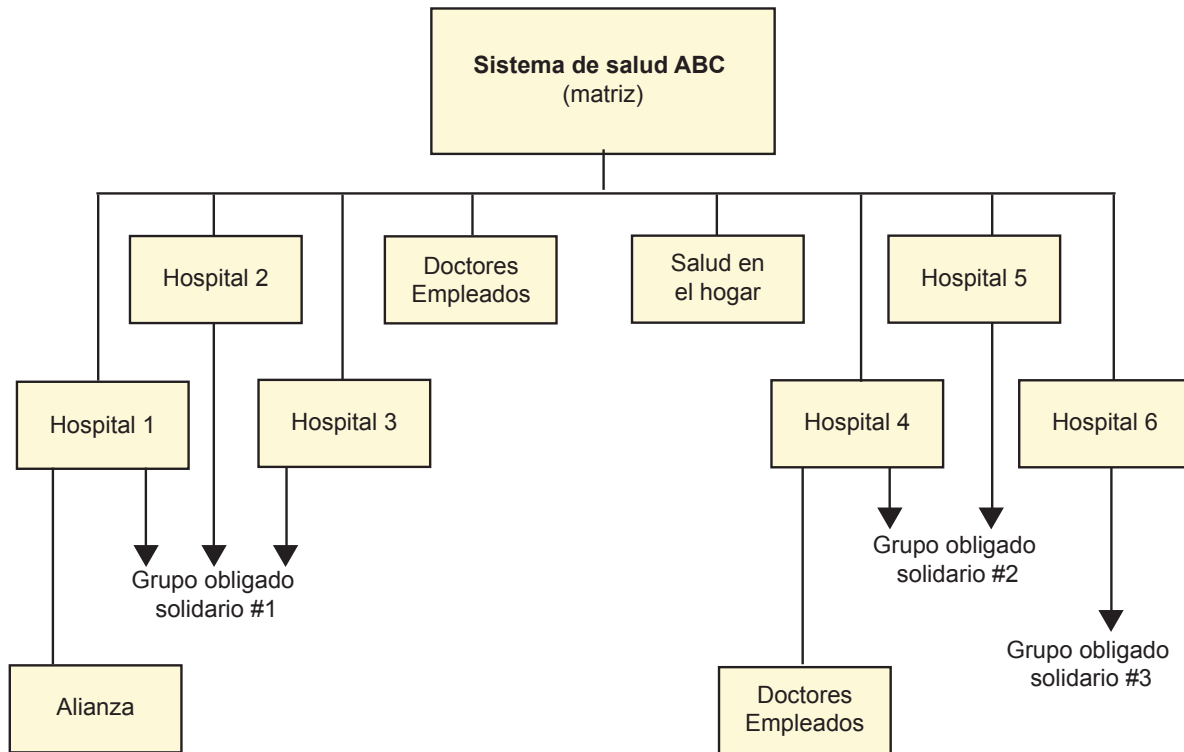 Sistema de salud ABC
(matriz)
Hospital 2
Doctores
Empleados
Salud en
el hogar
Hospital 5
Hospital 1
Hospital 3
Hospital 4
Hospital 6
Grupo obligado
solidario #1
Grupo obligado
solidario #2
Grupo obligado
solidario #3
Alianza
Doctores
Empleados